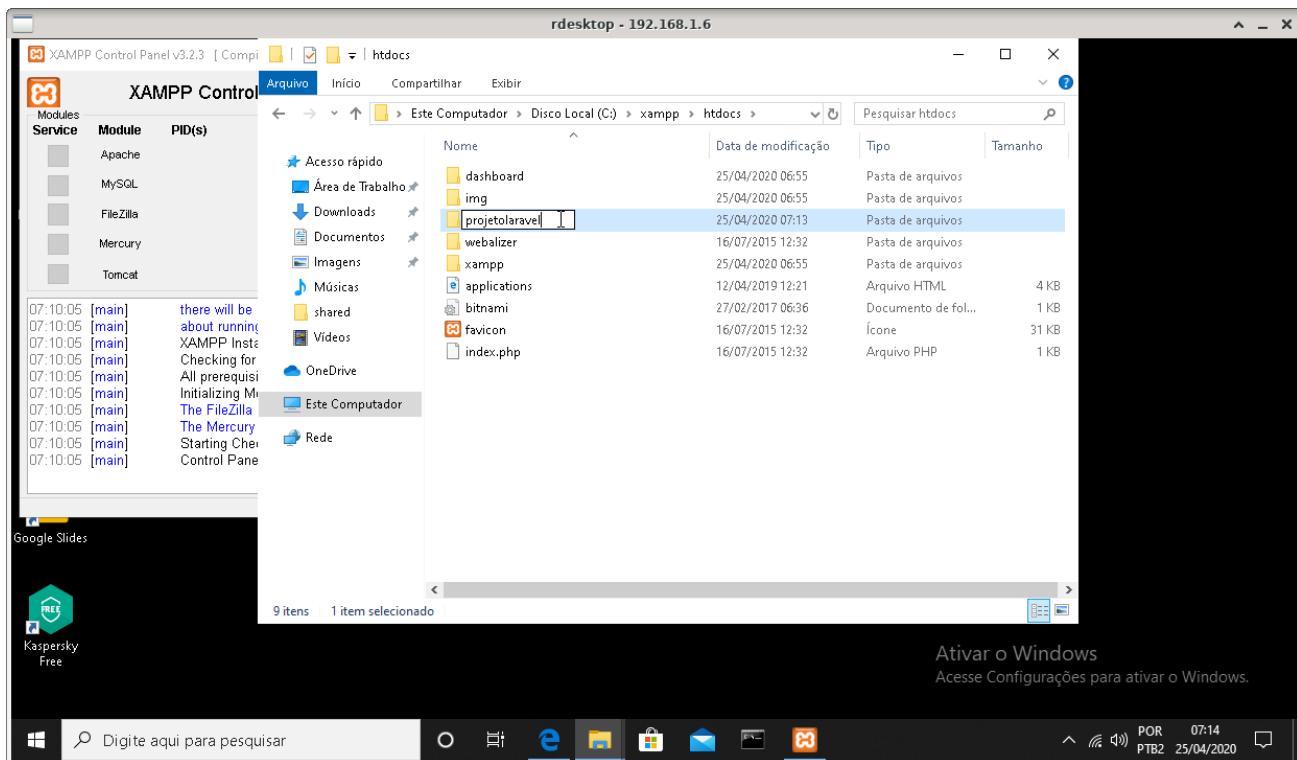 rdesktop - 192.168.1.6
XAMPP Control Panel v3.2.3 [ Compi
XAMPP Control
Modules
Service Module PID(s)
Apache
MySQL
FileZilla
Mercury
Tomcat
07:10:05 [main] there will be
07:10:05 [main] about running
07:10:05 [main] XAMPP Insta
07:10:05 [main] Checking for
07:10:05 [main] All prerequisi
07:10:05 [main] Initializing Mo
07:10:05 [main] The FileZilla
07:10:05 [main] The Mercury
07:10:05 [main] Starting Che
07:10:05 [main] Control Pane
htdocs
Arquivo Início Compartilhar Exibir
Este Computador > Disco Local (C:) > xampp > htdocs >
Pesquisar htdocs
Acesso rápido
Área de Trabalho
Downloads
Documentos
Imagens
Músicas
shared
Vídeos
OneDrive
Este Computador
Rede
Nome Data de modificação Tipo Tamanho
dashboard 25/04/2020 06:55 Pasta de arquivos
img 25/04/2020 06:55 Pasta de arquivos
projetolaravel 25/04/2020 07:13 Pasta de arquivos
webalizer 16/07/2015 12:32 Pasta de arquivos
xampp 25/04/2020 06:55 Pasta de arquivos
applications 12/04/2019 12:21 Arquivo HTML 4 KB
bitnami 27/02/2017 06:36 Documento de fol... 1 KB
favicon 16/07/2015 12:32 Ícone 31 KB
index.php 16/07/2015 12:32 Arquivo PHP 1 KB
9 itens 1 item selecionado
Google Slides
FREE
Kaspersky
Free
Ativar o Windows
Acesse Configurações para ativar o Windows.
Digite aqui para pesquisar
POR
PTB2
07:14
25/04/2020